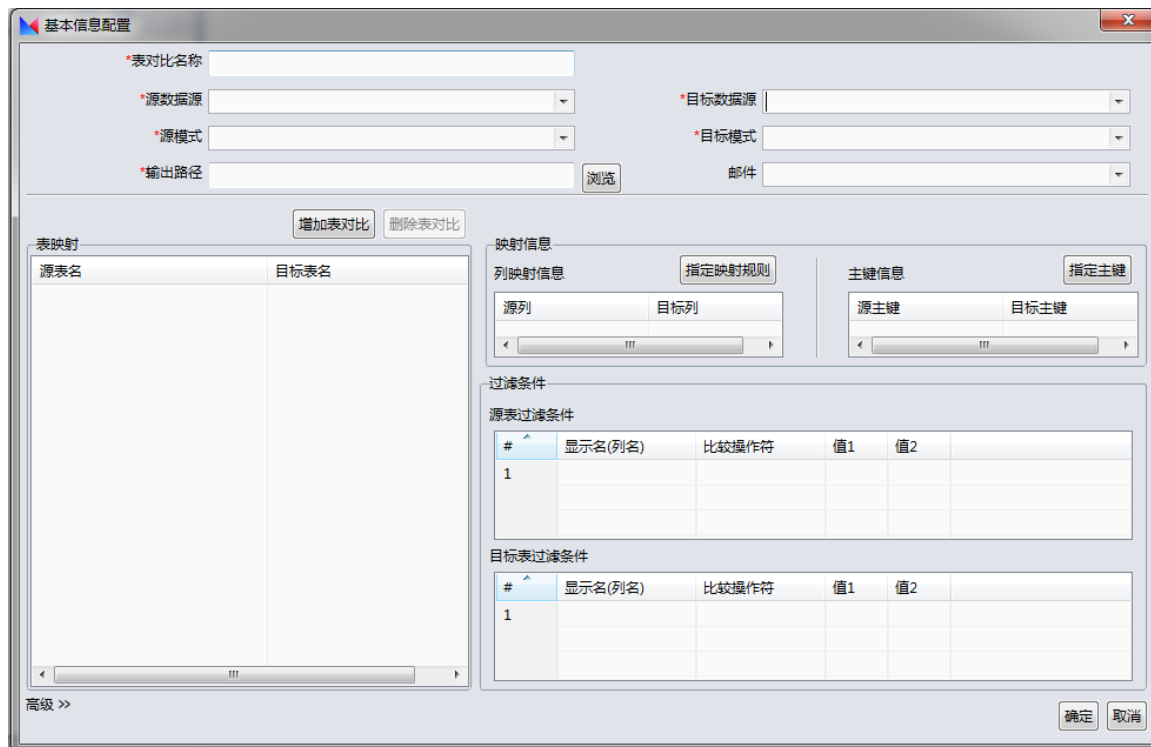 基本信息配置
*表对比名称
*源数据源 *目标数据源
*源模式 *目标模式
*输出路径 浏览 邮件
增加表对比 删除表对比
表映射
源表名 目标表名
映射信息
列映射信息 指定映射规则 主键信息 指定主键
源列 目标列 源主键 目标主键
过滤条件
源表过滤条件
# 显示名(列名) 比较操作符 值1 值2
1
目标表过滤条件
# 显示名(列名) 比较操作符 值1 值2
1
高级 >>
确定 取消